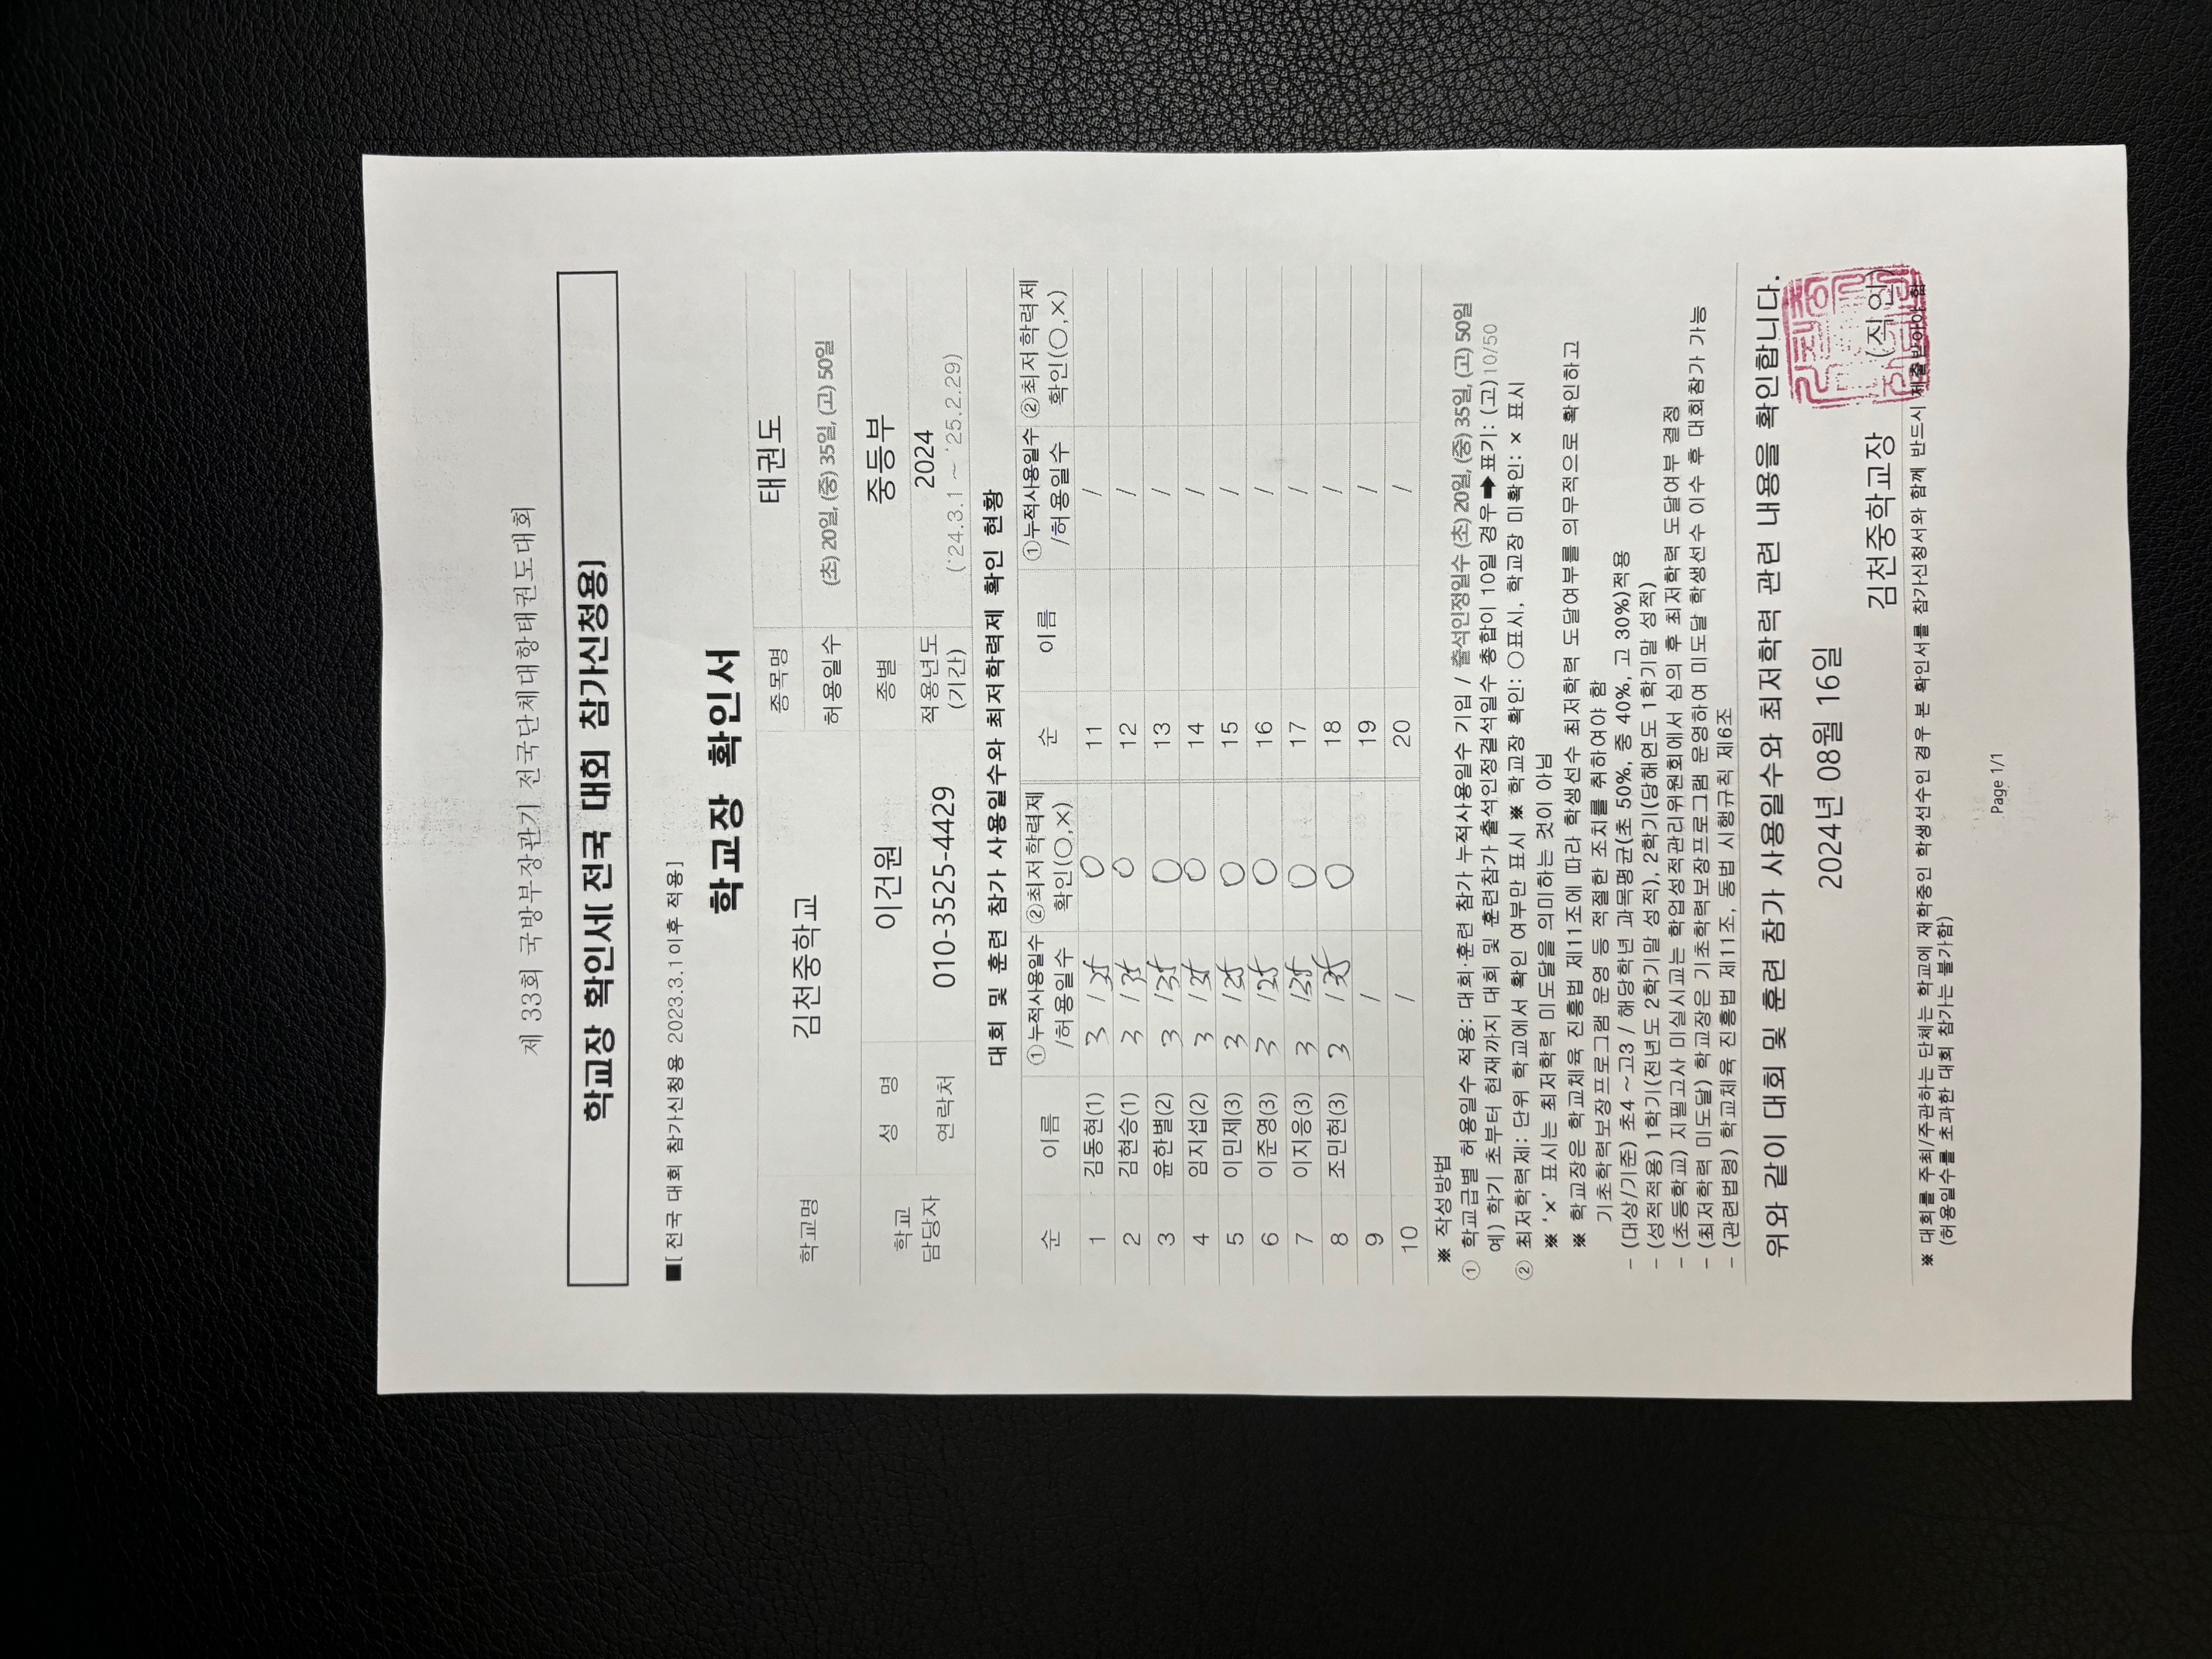 제 33회 국방부장관기 전국단체대항태권도대회
학교장 확인서[ 전국 대회 참가신청용]
■[ 전국 대회 참가신청용 2023.3.1이후 적용]
학교장 확인서
학교명 김천중학교 종목명 태권도
허용일수 (초) 20일, (중) 35일, (고) 50일
학교 담당자 성 명 이건원 종별 중등부
연락처 010-3525-4429 적용년도 (기간) 2024 ('24.3.1 ~ '25.2.29)
대회 및 훈련 참가 사용일수와 최저학력제 확인 현황
순 이름 ①누적사용일수 /허용일수 ②최저학력제 확인(○,×) 순 이름 ①누적사용일수 /허용일수 ②최저학력제 확인(○,×)
1 김동현(1) 3 / 35 ○ 11 /
2 김현승(1) 3 / 35 ○ 12 /
3 윤한별(2) 3 / 35 ○ 13 /
4 임지섭(2) 3 / 35 ○ 14 /
5 이민제(3) 3 / 35 ○ 15 /
6 이준영(3) 3 / 35 ○ 16 /
7 이지웅(3) 3 / 35 ○ 17 /
8 조민현(3) 3 / 35 ○ 18 /
9 / 19 /
10 / 20 /
※ 작성방법
① 학교급별 허용일수 적용: 대회·훈련 참가 누적사용일수 기입 / 출석인정일수 (초) 20일, (중) 35일, (고) 50일
예) 학기 초부터 현재까지 대회 및 훈련참가 출석인정결석일수 총합이 10일 경우➡표기: (고)10/50
② 최저학력제: 단위 학교에서 확인 여부만 표시 ※ 학교장 확인: ○표시, 학교장 미확인: × 표시
※ '×' 표시는 최저학력 미도달을 의미하는 것이 아님
※ 학교장은 학교체육 진흥법 제11조에 따라 학생선수 최저학력 도달여부를 의무적으로 확인하고
기초학력보장프로그램 운영 등 적절한 조치를 취하여야 함
- (대상/기준) 초4 ~고3 / 해당학년 과목평균(초 50%, 중 40%, 고 30%)적용
- (성적적용) 1학기(전년도 2학기말 성적), 2학기(당해연도 1학기말 성적)
- (초등학교) 지필고사 미실시교는 학업성적관리위원회에서 심의 후 최저학력 도달여부 결정
- (최저학력 미도달) 학교장은 기초학력보장프로그램 운영하여 미도달 학생선수 이수 후 대회참가 가능
- (관련법령) 학교체육 진흥법 제11조, 동법 시행규칙 제6조
위와 같이 대회 및 훈련 참가 사용일수와 최저학력 관련 내용을 확인합니다.
2024년 08월 16일
김천중학교장 (직인)
※ 대회를 주최/주관하는 단체는 학교에 재학중인 학생선수인 경우 본 확인서를 참가신청서와 함께 반드시 제출받아야 함
(허용일수를 초과한 대회 참가는 불가함)
Page 1/1